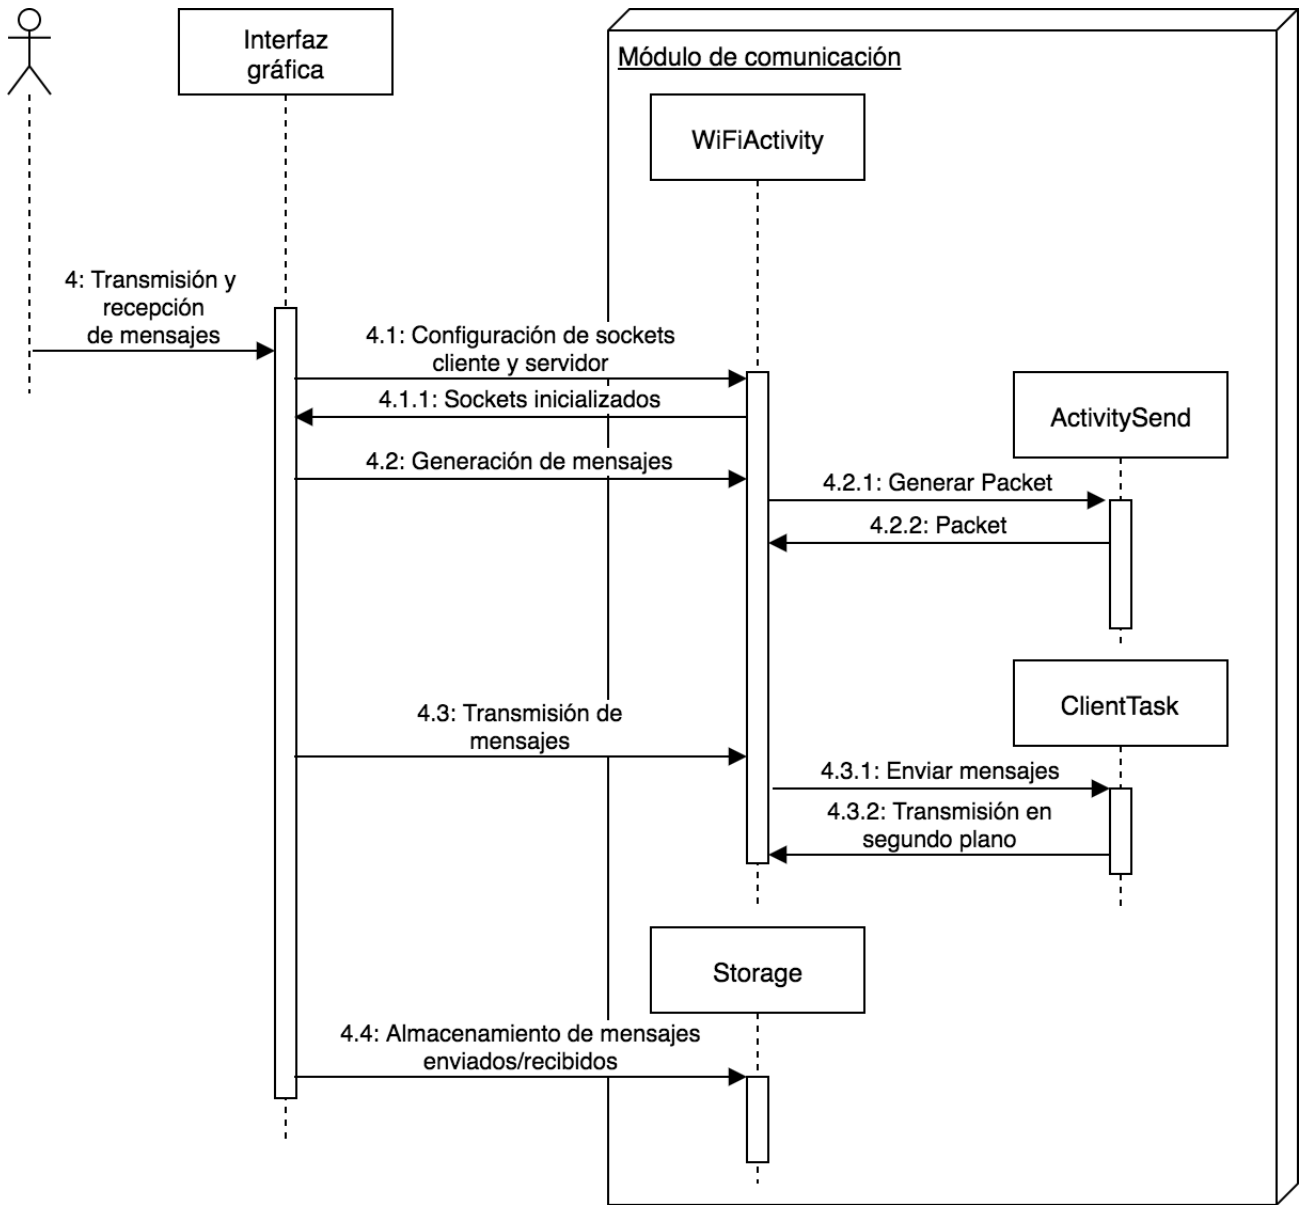 Interfaz
gráfica
Módulo de comunicación
WiFiActivity
4: Transmisión y
recepción
de mensajes
4.1: Configuración de sockets
cliente y servidor
4.1.1: Sockets inicializados
ActivitySend
4.2: Generación de mensajes
4.2.1: Generar Packet
4.2.2: Packet
ClientTask
4.3: Transmisión de
mensajes
4.3.1: Enviar mensajes
4.3.2: Transmisión en
segundo plano
Storage
4.4: Almacenamiento de mensajes
enviados/recibidos